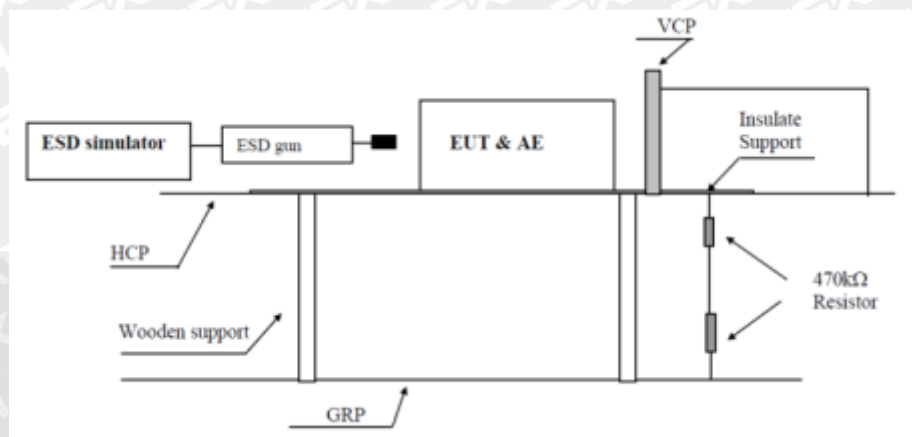 VCP
ESD simulator
ESD gun
EUT & AE
Insulate
Support
HCP
470kΩ
Resistor
Wooden support
GRP